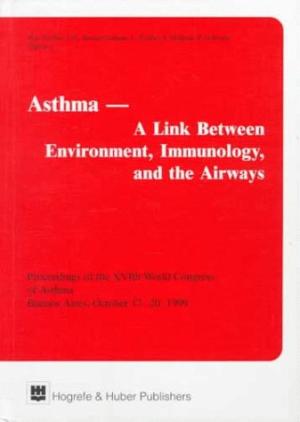 Asthma —
A Link Between
Environment, Immunology,
and the Airways
Proceedings of the XVIth World Congress
of Asthma
Buenos Aires, October 17–20, 1999
Hogrefe & Huber Publishers